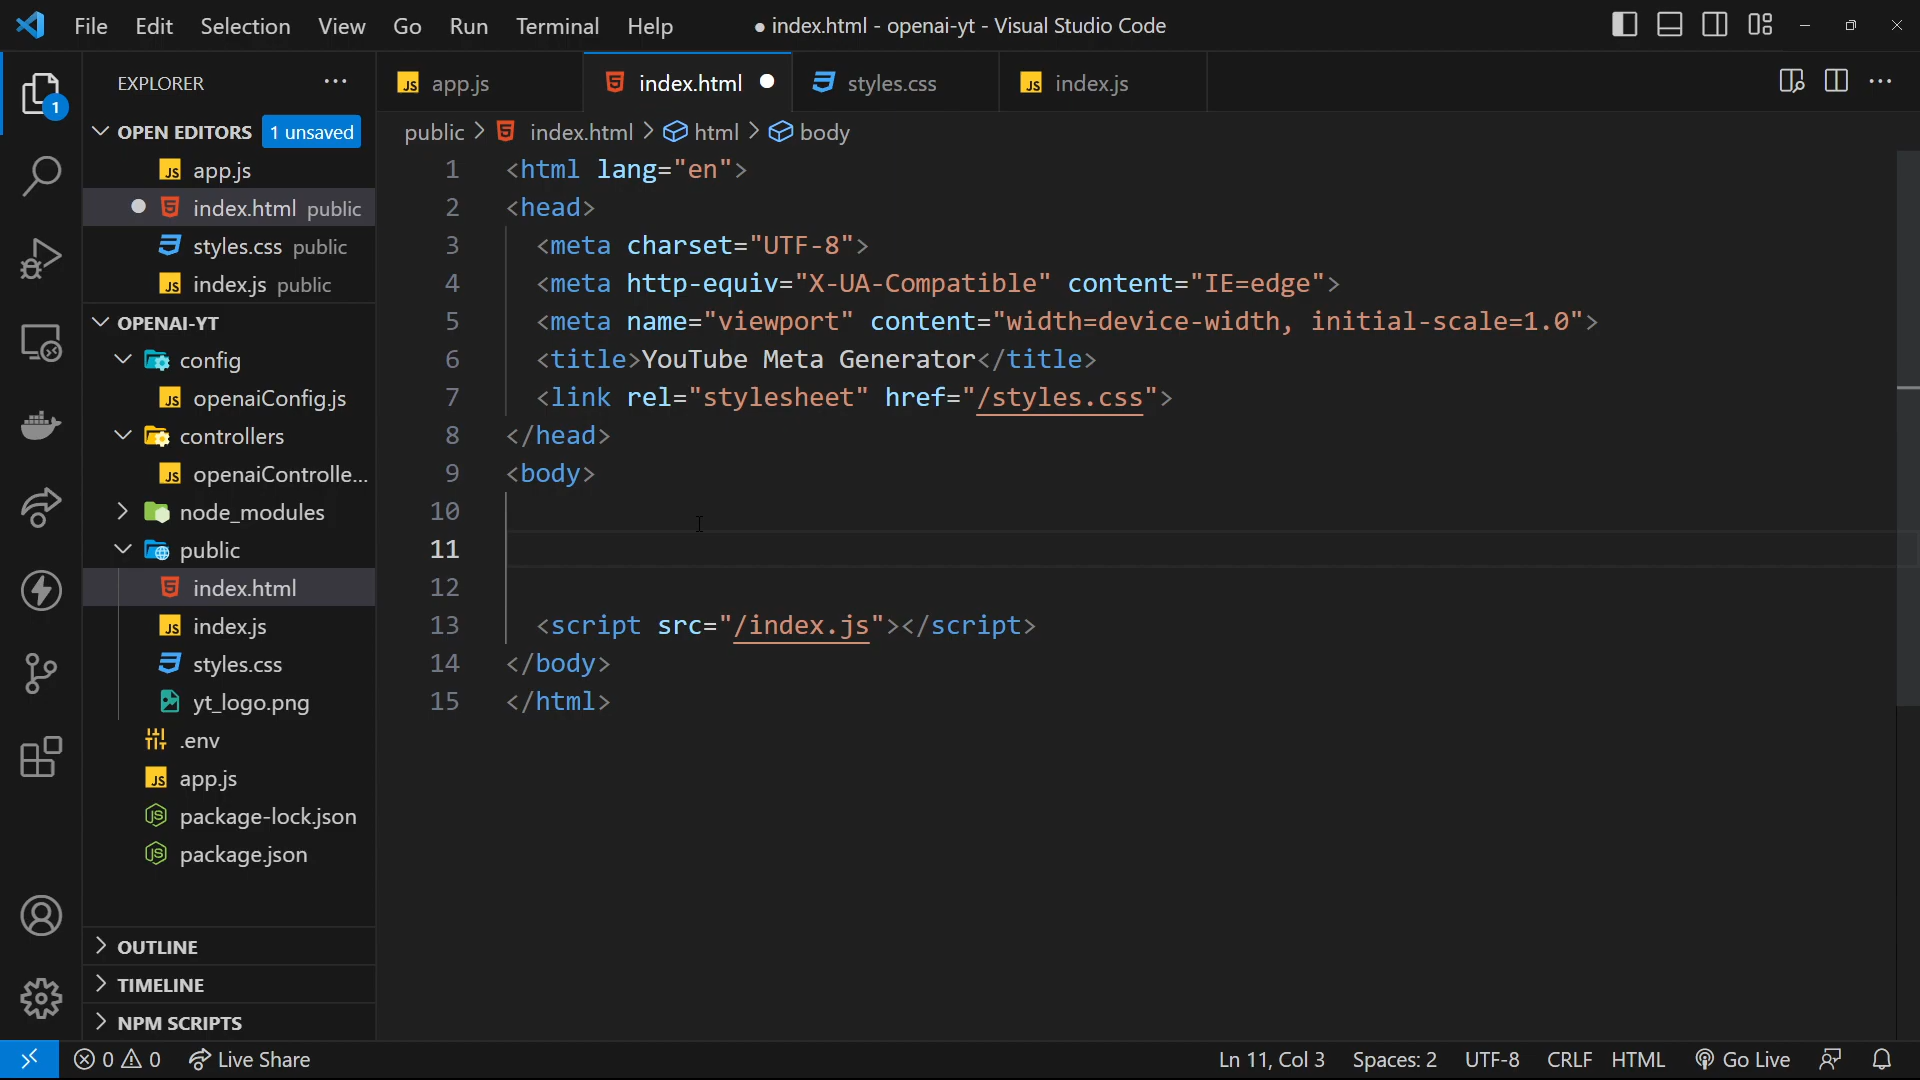 File Edit Selection View Go Run Terminal Help ● index.html - openai-yt - Visual Studio Code
EXPLORER ···
app.js index.html ● styles.css index.js
OPEN EDITORS 1 unsaved
public > index.html > html > body
app.js
index.html public
styles.css public
index.js public
OPENAI-YT
config
openaiConfig.js
controllers
openaiControlle...
node_modules
public
index.html
index.js
styles.css
yt_logo.png
.env
app.js
package-lock.json
package.json
OUTLINE
TIMELINE
NPM SCRIPTS
1 <html lang="en">
2 <head>
3 <meta charset="UTF-8">
4 <meta http-equiv="X-UA-Compatible" content="IE=edge">
5 <meta name="viewport" content="width=device-width, initial-scale=1.0">
6 <title>YouTube Meta Generator</title>
7 <link rel="stylesheet" href="/styles.css">
8 </head>
9 <body>
10
11
12
13 <script src="/index.js"></script>
14 </body>
15 </html>
1
0 0 Live Share Ln 11, Col 3 Spaces: 2 UTF-8 CRLF HTML Go Live